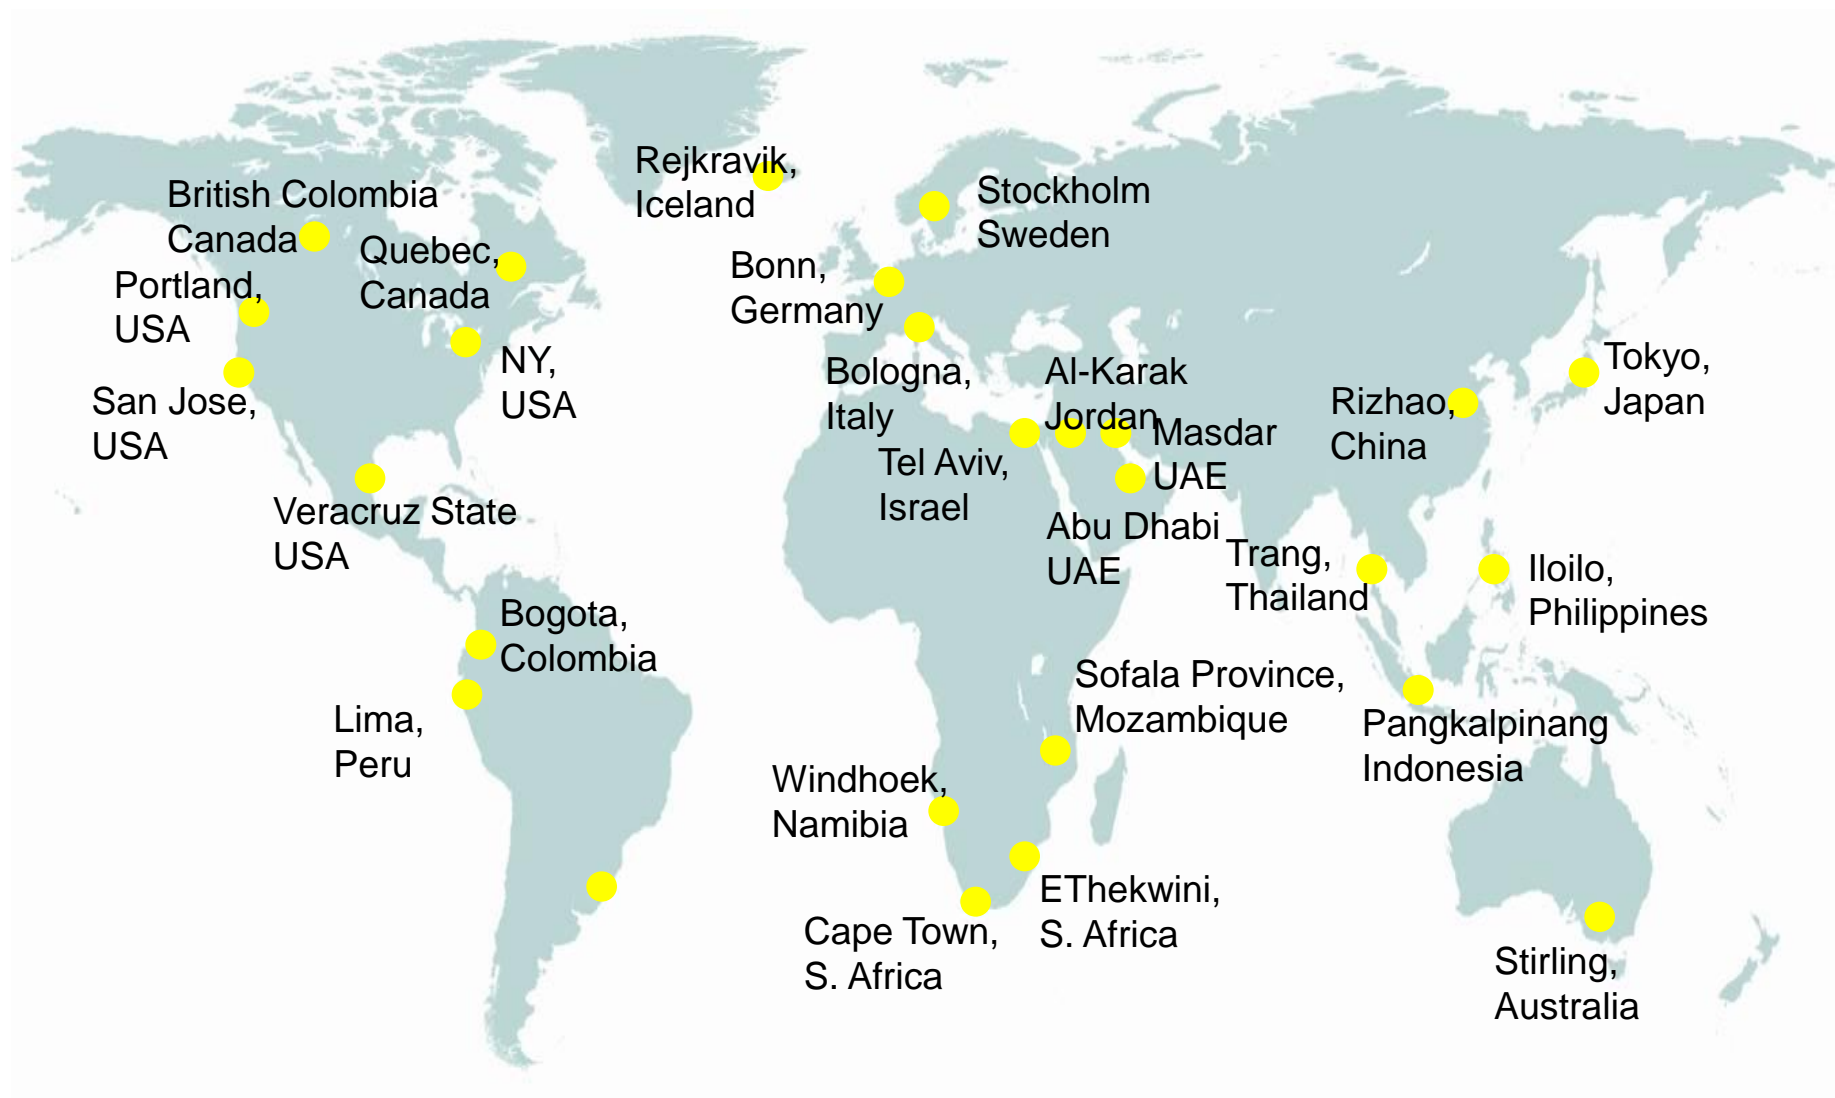 Rejkravik,
Iceland
British Colombia
Canada
Stockholm
Sweden
Quebec,
Canada
Bonn,
Germany
Portland,
USA
NY,
USA
San Jose,
USA
Bologna,
Italy
Al-Karak
Jordan
Tokyo,
Japan
Rizhao,
China
Masdar
UAE
Tel Aviv,
Israel
Veracruz State
USA
Abu Dhabi
UAE
Trang,
Thailand
Iloilo,
Philippines
Bogota,
Colombia
Sofala Province,
Mozambique
Lima,
Peru
Pangkalpinang
Indonesia
Windhoek,
Namibia
EThekwini,
S. Africa
Cape Town,
S. Africa
Stirling,
Australia